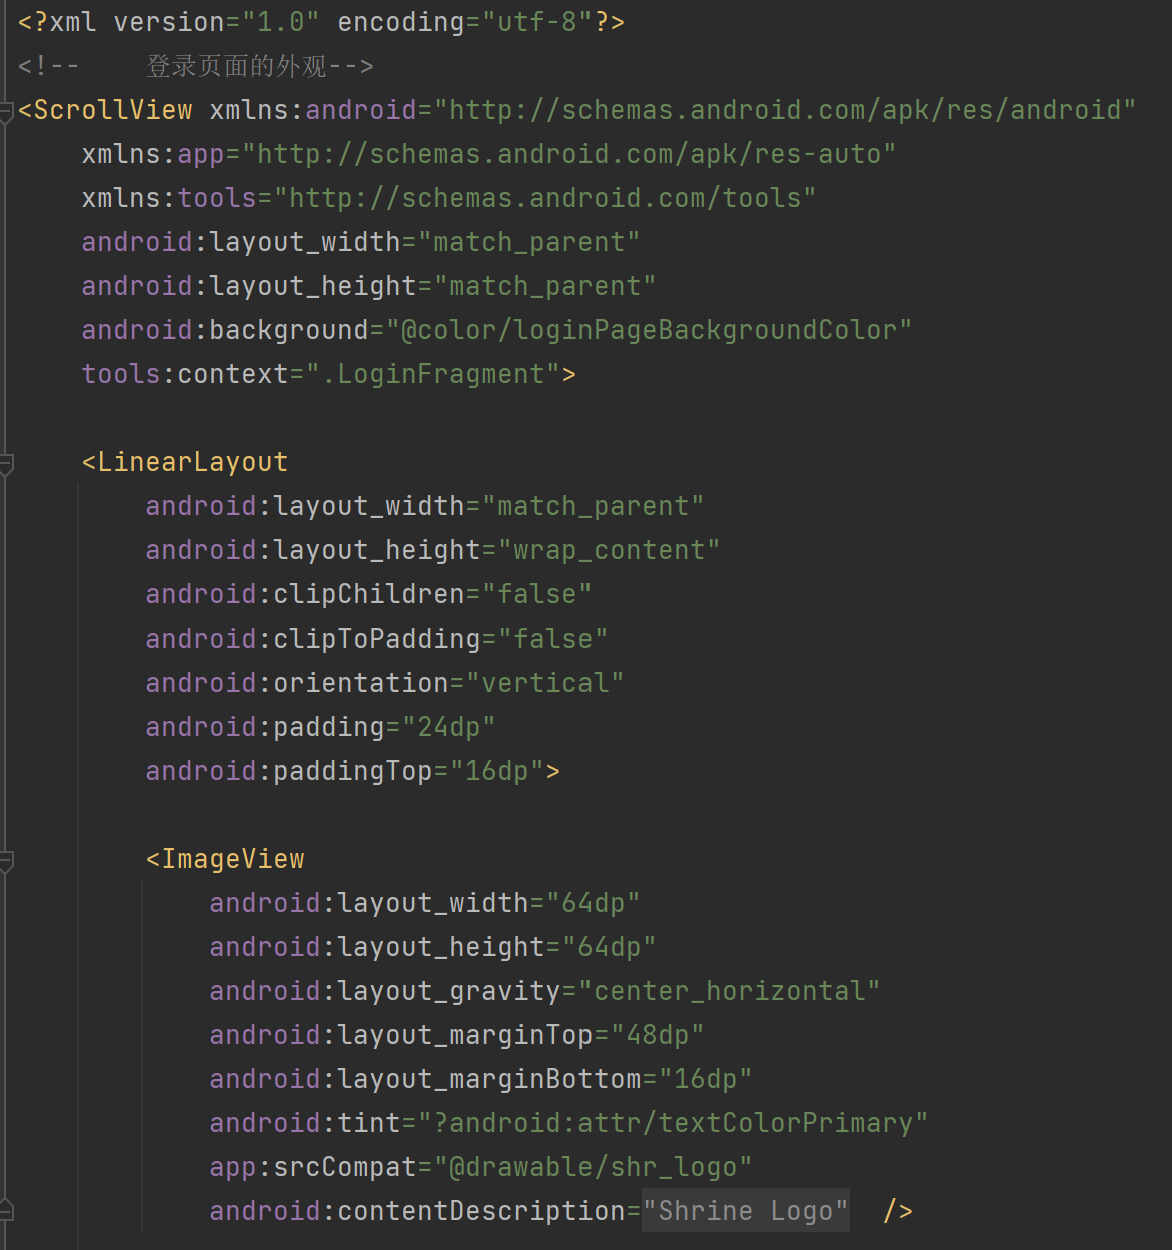 <?xml version="1.0" encoding="utf-8"?>
<!--    登录页面的外观-->
<ScrollView xmlns:android="http://schemas.android.com/apk/res/android"
    xmlns:app="http://schemas.android.com/apk/res-auto"
    xmlns:tools="http://schemas.android.com/tools"
    android:layout_width="match_parent"
    android:layout_height="match_parent"
    android:background="@color/loginPageBackgroundColor"
    tools:context=".LoginFragment">

    <LinearLayout
        android:layout_width="match_parent"
        android:layout_height="wrap_content"
        android:clipChildren="false"
        android:clipToPadding="false"
        android:orientation="vertical"
        android:padding="24dp"
        android:paddingTop="16dp">

        <ImageView
            android:layout_width="64dp"
            android:layout_height="64dp"
            android:layout_gravity="center_horizontal"
            android:layout_marginTop="48dp"
            android:layout_marginBottom="16dp"
            android:tint="?android:attr/textColorPrimary"
            app:srcCompat="@drawable/shr_logo"
            android:contentDescription="Shrine Logo"  />